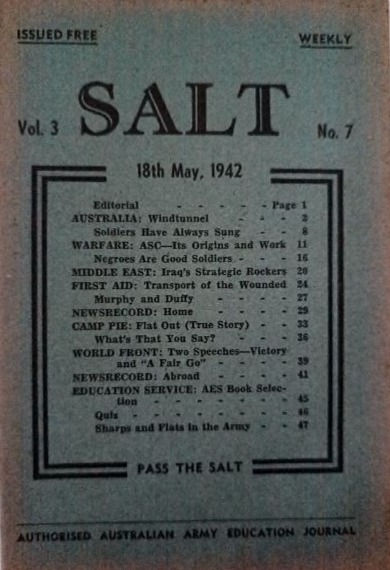 ISSUED FREE WEEKLY
SALT
Vol. 3 No. 7
18th May, 1942
Editorial - - - - - Page 1
AUSTRALIA: Windtunnel - - - 2
Soldiers Have Always Sung - - 8
WARFARE: ASC—Its Origins and Work 11
Negroes Are Good Soldiers - - - 16
MIDDLE EAST: Iraq's Strategic Rockers 20
FIRST AID: Transport of the Wounded 24
Murphy and Duffy - - - - 27
NEWSRECORD: Home - - - - 29
CAMP PIE: Flat Out (True Story) - - 33
What's That You Say? - - - 36
WORLD FRONT: Two Speeches—Victory
and "A Fair Go" - - - - 39
NEWSRECORD: Abroad - - - - 41
EDUCATION SERVICE: AES Book Selec-
tion - - - - - - - - 45
Quiz - - - - - - - - 46
Sharps and Flats in the Army - - 47
PASS THE SALT
AUTHORISED AUSTRALIAN ARMY EDUCATION JOURNAL